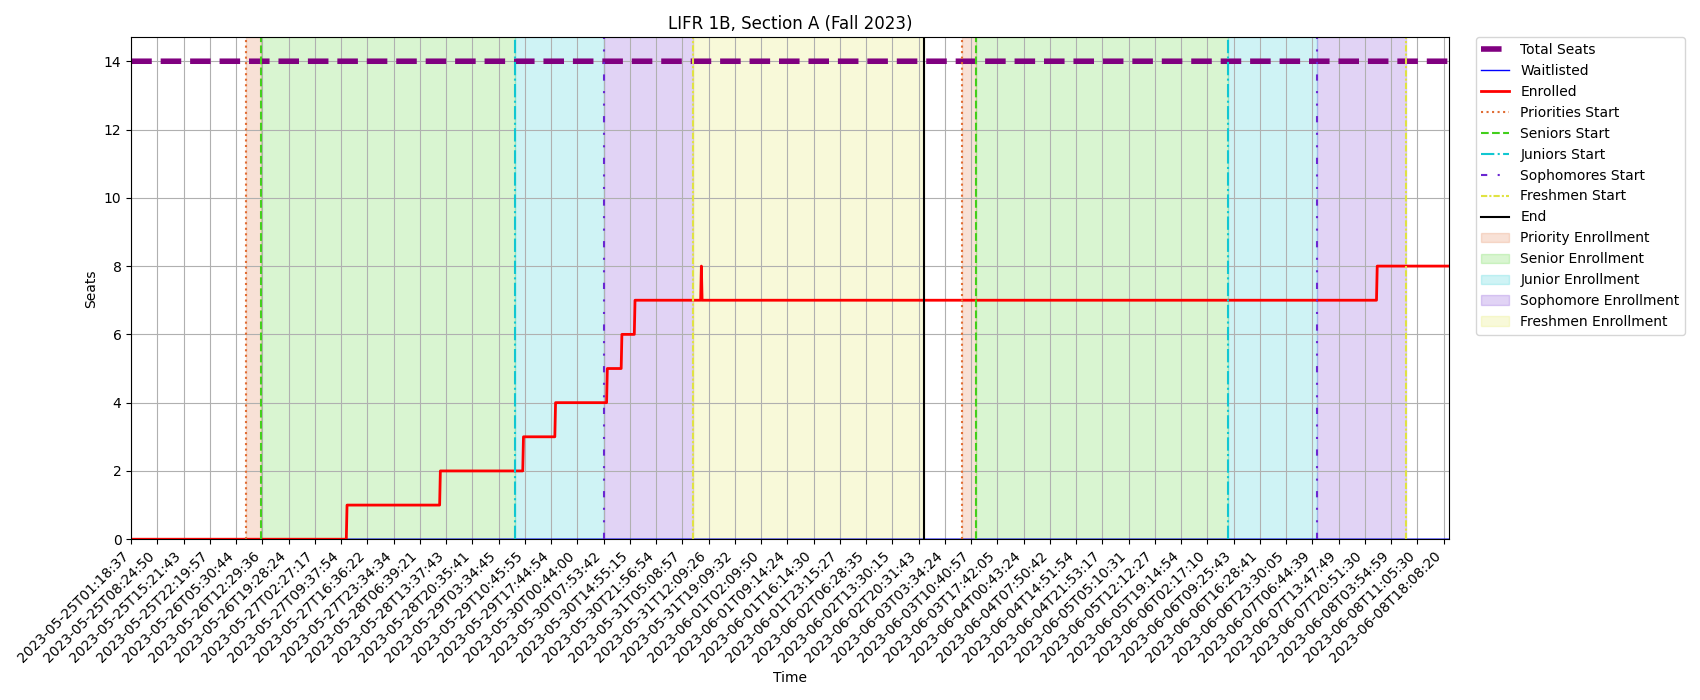 LIFR 1B, Section A (Fall 2023)
Seats
14
12
10
8
6
4
2
0
2023-05-25T01:18:37
2023-05-25T08:24:50
2023-05-25T15:21:43
2023-05-25T22:19:57
2023-05-26T05:30:44
2023-05-26T12:29:36
2023-05-26T19:28:24
2023-05-27T02:27:17
2023-05-27T09:37:54
2023-05-27T16:36:22
2023-05-27T23:34:34
2023-05-28T06:39:21
2023-05-28T13:37:43
2023-05-28T20:35:41
2023-05-29T03:34:45
2023-05-29T10:45:55
2023-05-29T17:44:54
2023-05-30T00:44:00
2023-05-30T07:53:42
2023-05-30T14:55:15
2023-05-30T21:56:54
2023-05-31T05:08:57
2023-05-31T12:09:26
2023-05-31T19:09:32
2023-06-01T02:09:50
2023-06-01T09:14:24
2023-06-01T16:14:30
2023-06-01T23:15:27
2023-06-02T06:28:35
2023-06-02T13:30:15
2023-06-02T20:31:43
2023-06-03T03:34:24
2023-06-03T10:40:57
2023-06-03T17:42:05
2023-06-04T00:43:24
2023-06-04T07:50:42
2023-06-04T14:51:54
2023-06-04T21:53:17
2023-06-05T05:10:31
2023-06-05T12:12:27
2023-06-05T19:14:54
2023-06-06T02:17:10
2023-06-06T09:25:43
2023-06-06T16:28:41
2023-06-06T23:30:05
2023-06-07T06:44:39
2023-06-07T13:47:49
2023-06-07T20:51:30
2023-06-08T03:54:59
2023-06-08T11:05:30
2023-06-08T18:08:20
Time
Total Seats
Waitlisted
Enrolled
Priorities Start
Seniors Start
Juniors Start
Sophomores Start
Freshmen Start
End
Priority Enrollment
Senior Enrollment
Junior Enrollment
Sophomore Enrollment
Freshmen Enrollment